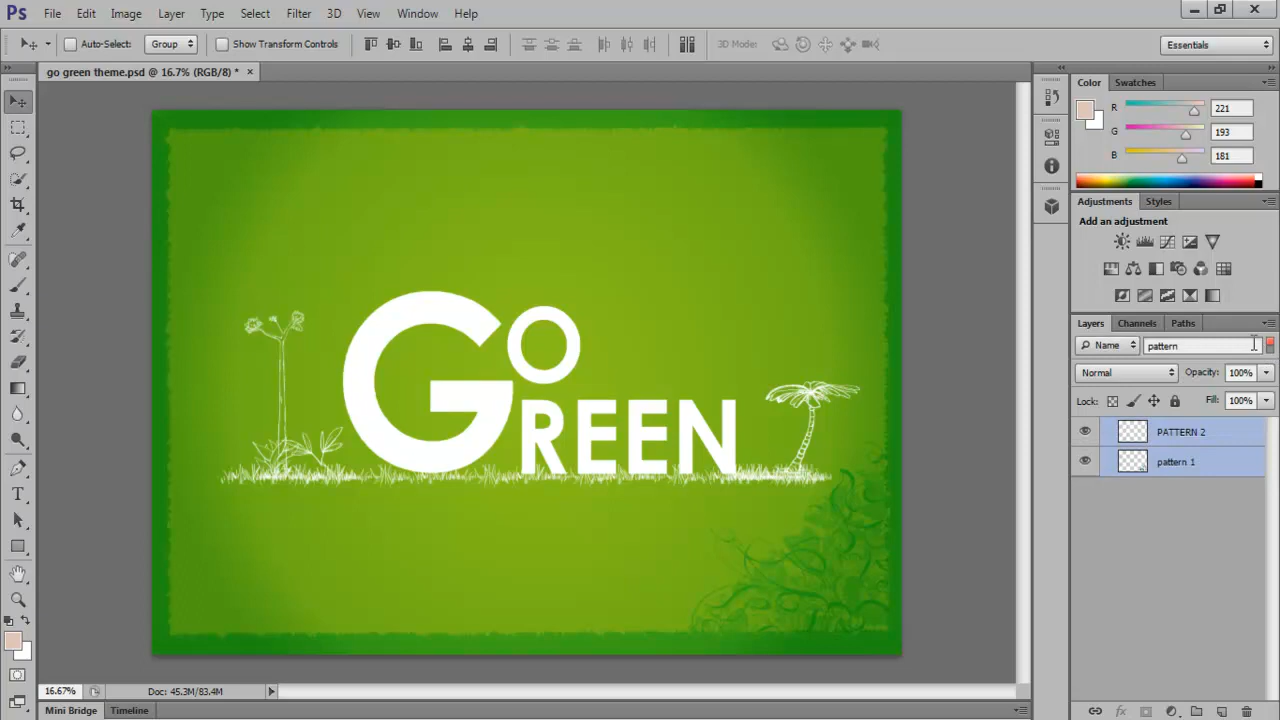 Ps File Edit Image Layer Type Select Filter 3D View Window Help
Auto-Select: Group Show Transform Controls 3D Mode: Essentials
go green theme.psd @ 16.7% (RGB/8) * ×
Color Swatches
R 221
G 193
B 181
Adjustments Styles
Add an adjustment
Layers Channels Paths
Name pattern
Normal Opacity: 100%
Lock: Fill: 100%
PATTERN 2
pattern 1
GO
GREEN
16.67% Doc: 45.3M/83.4M
Mini Bridge Timeline